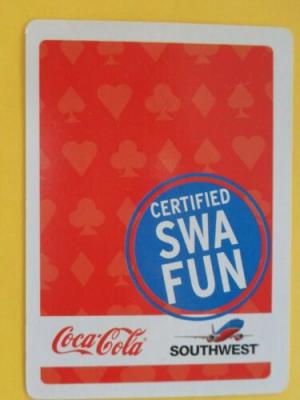 CERTIFIED
SWA
FUN
Coca-Cola
SOUTHWEST